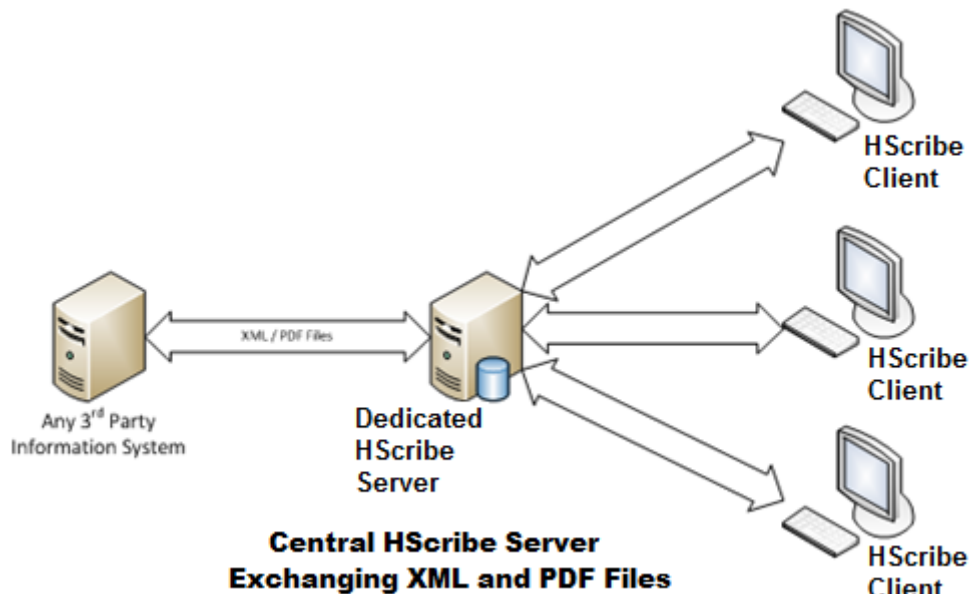 HScribe
Client
XML / PDF Files
HScribe
Client
Any 3rd Party
Information System
Dedicated
HScribe
Server
Central HScribe Server
Exchanging XML and PDF Files
HScribe
Client